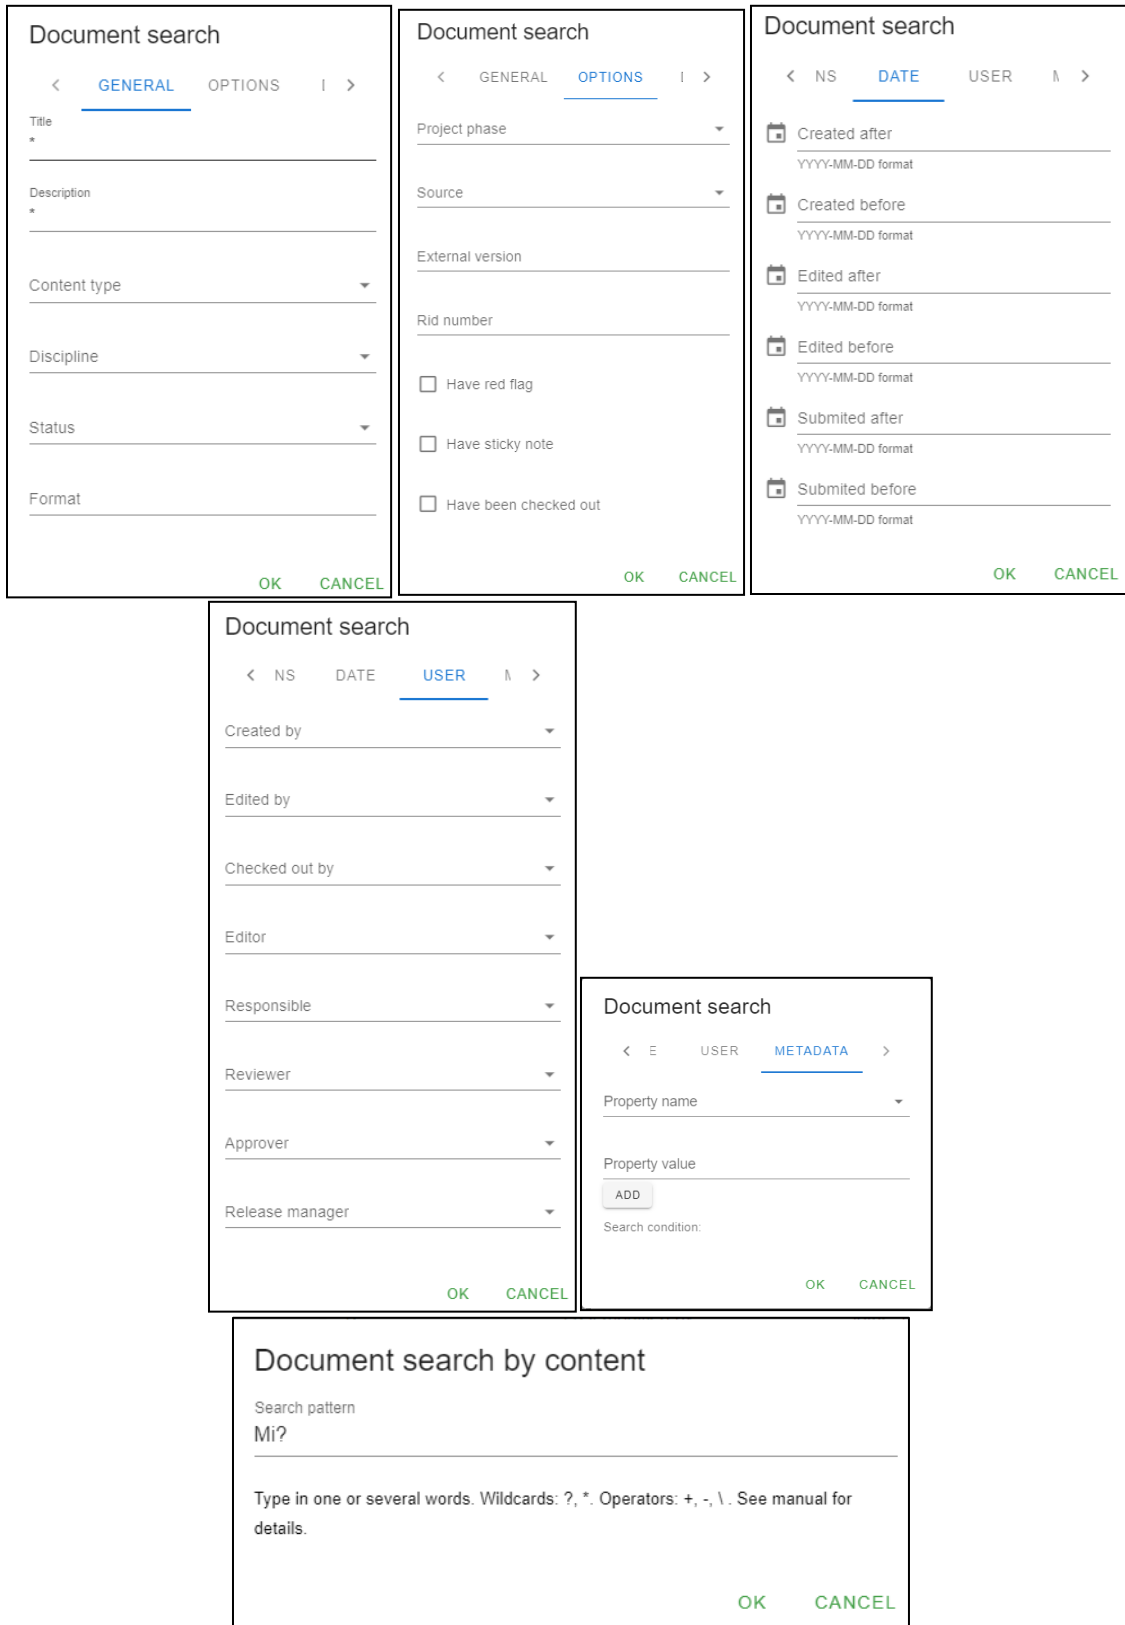 Document search
GENERAL OPTIONS
Title
*
Description
*
Content type
Discipline
Status
Format
OK CANCEL
Document search
GENERAL OPTIONS
Project phase
Source
External version
Rid number
Have red flag
Have sticky note
Have been checked out
OK CANCEL
Document search
NS DATE USER
Created after
YYYY-MM-DD format
Created before
YYYY-MM-DD format
Edited after
YYYY-MM-DD format
Edited before
YYYY-MM-DD format
Submited after
YYYY-MM-DD format
Submited before
YYYY-MM-DD format
OK CANCEL
Document search
NS DATE USER
Created by
Edited by
Checked out by
Editor
Responsible
Reviewer
Approver
Release manager
OK CANCEL
Document search
E USER METADATA
Property name
Property value
ADD
Search condition:
OK CANCEL
Document search by content
Search pattern
Mi?
Type in one or several words. Wildcards: ?, *. Operators: +, -, \ . See manual for
details.
OK CANCEL